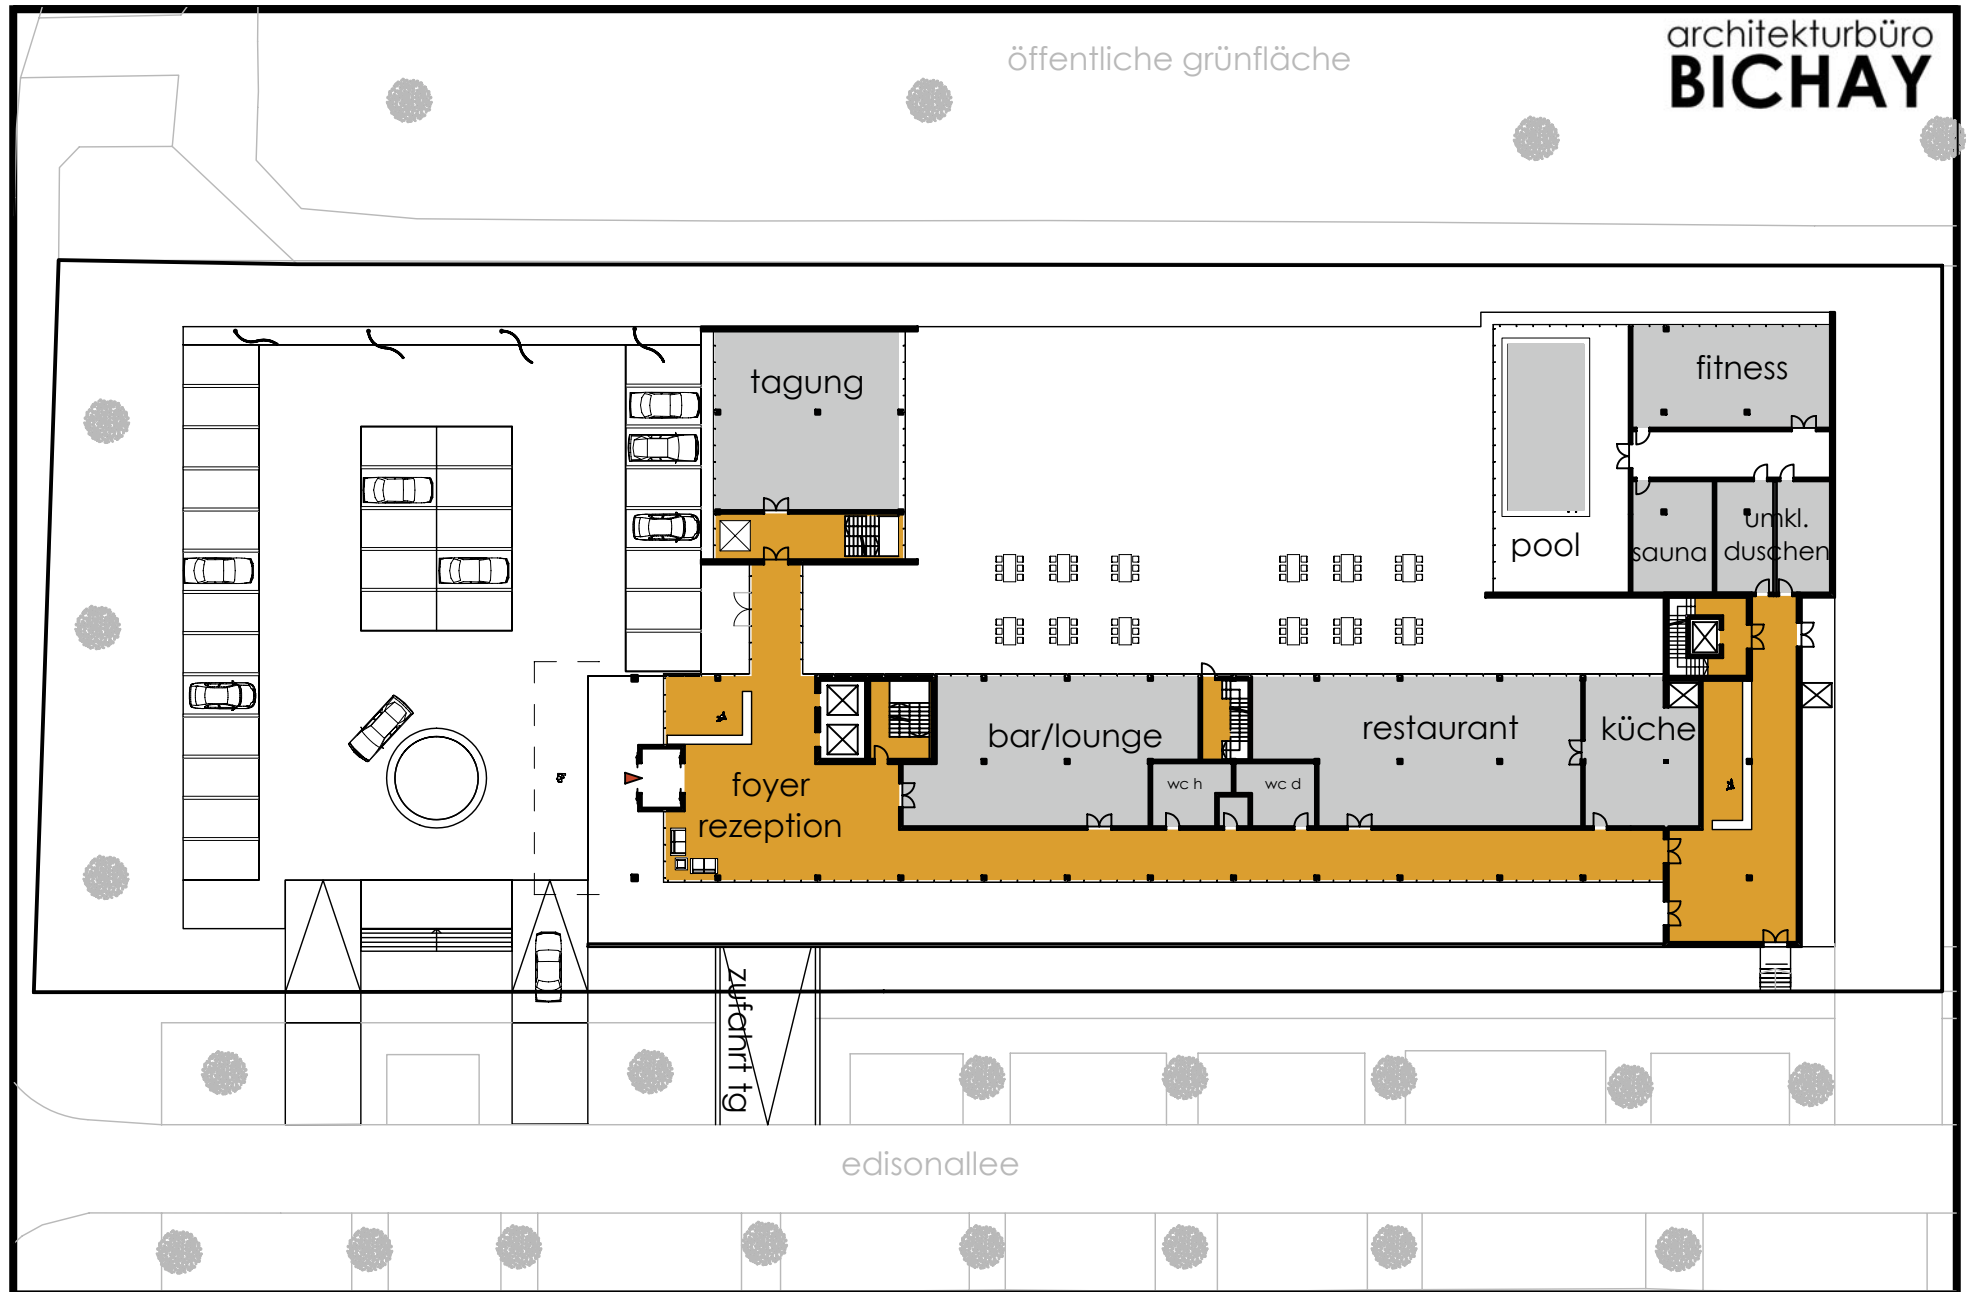 öffentliche grünfläche
architekturbüro
BICHAY
tagung
fitness
pool
sauna
umkl.
duschen
bar/lounge
restaurant
küche
wc h
wc d
foyer
rezeption
zufahrt tg
edisonallee